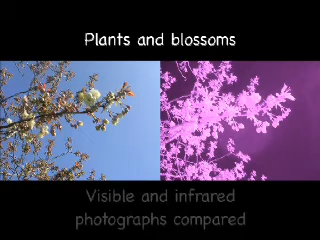 Plants and blossoms
Visible and infrared
photographs compared